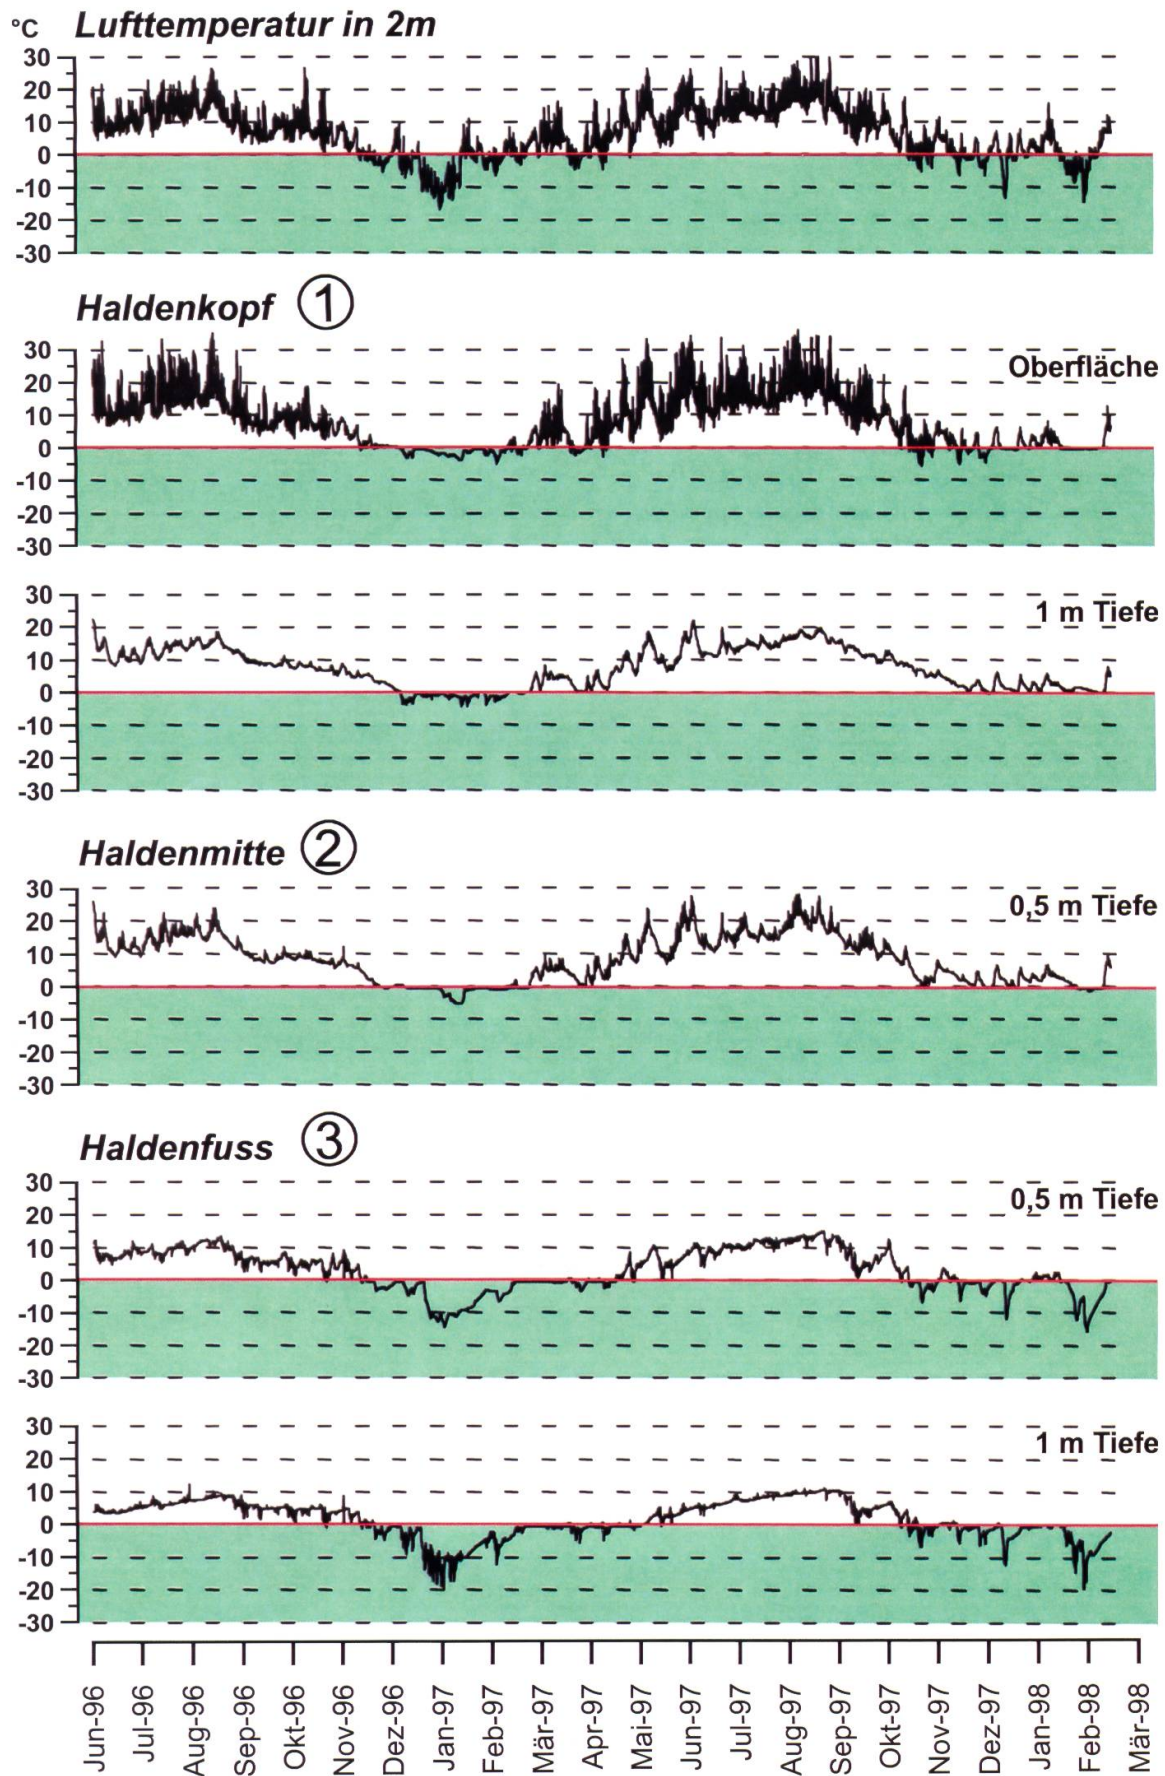 °C Lufttemperatur in 2m
30
20
10
0
-10
-20
-30
Haldenkopf 1
30
Oberfläche
20
10
0
-10
-20
-30
30
1 m Tiefe
20
10
0
-10
-20
-30
Haldenmitte 2
30
0,5 m Tiefe
20
10
0
-10
-20
-30
Haldenfuss 3
30
0,5 m Tiefe
20
10
0
-10
-20
-30
30
1 m Tiefe
20
10
0
-10
-20
-30
Jun-96
Jul-96
Aug-96
Sep-96
Okt-96
Nov-96
Dez-96
Jan-97
Feb-97
Mär-97
Apr-97
Mai-97
Jun-97
Jul-97
Aug-97
Sep-97
Okt-97
Nov-97
Dez-97
Jan-98
Feb-98
Mär-98